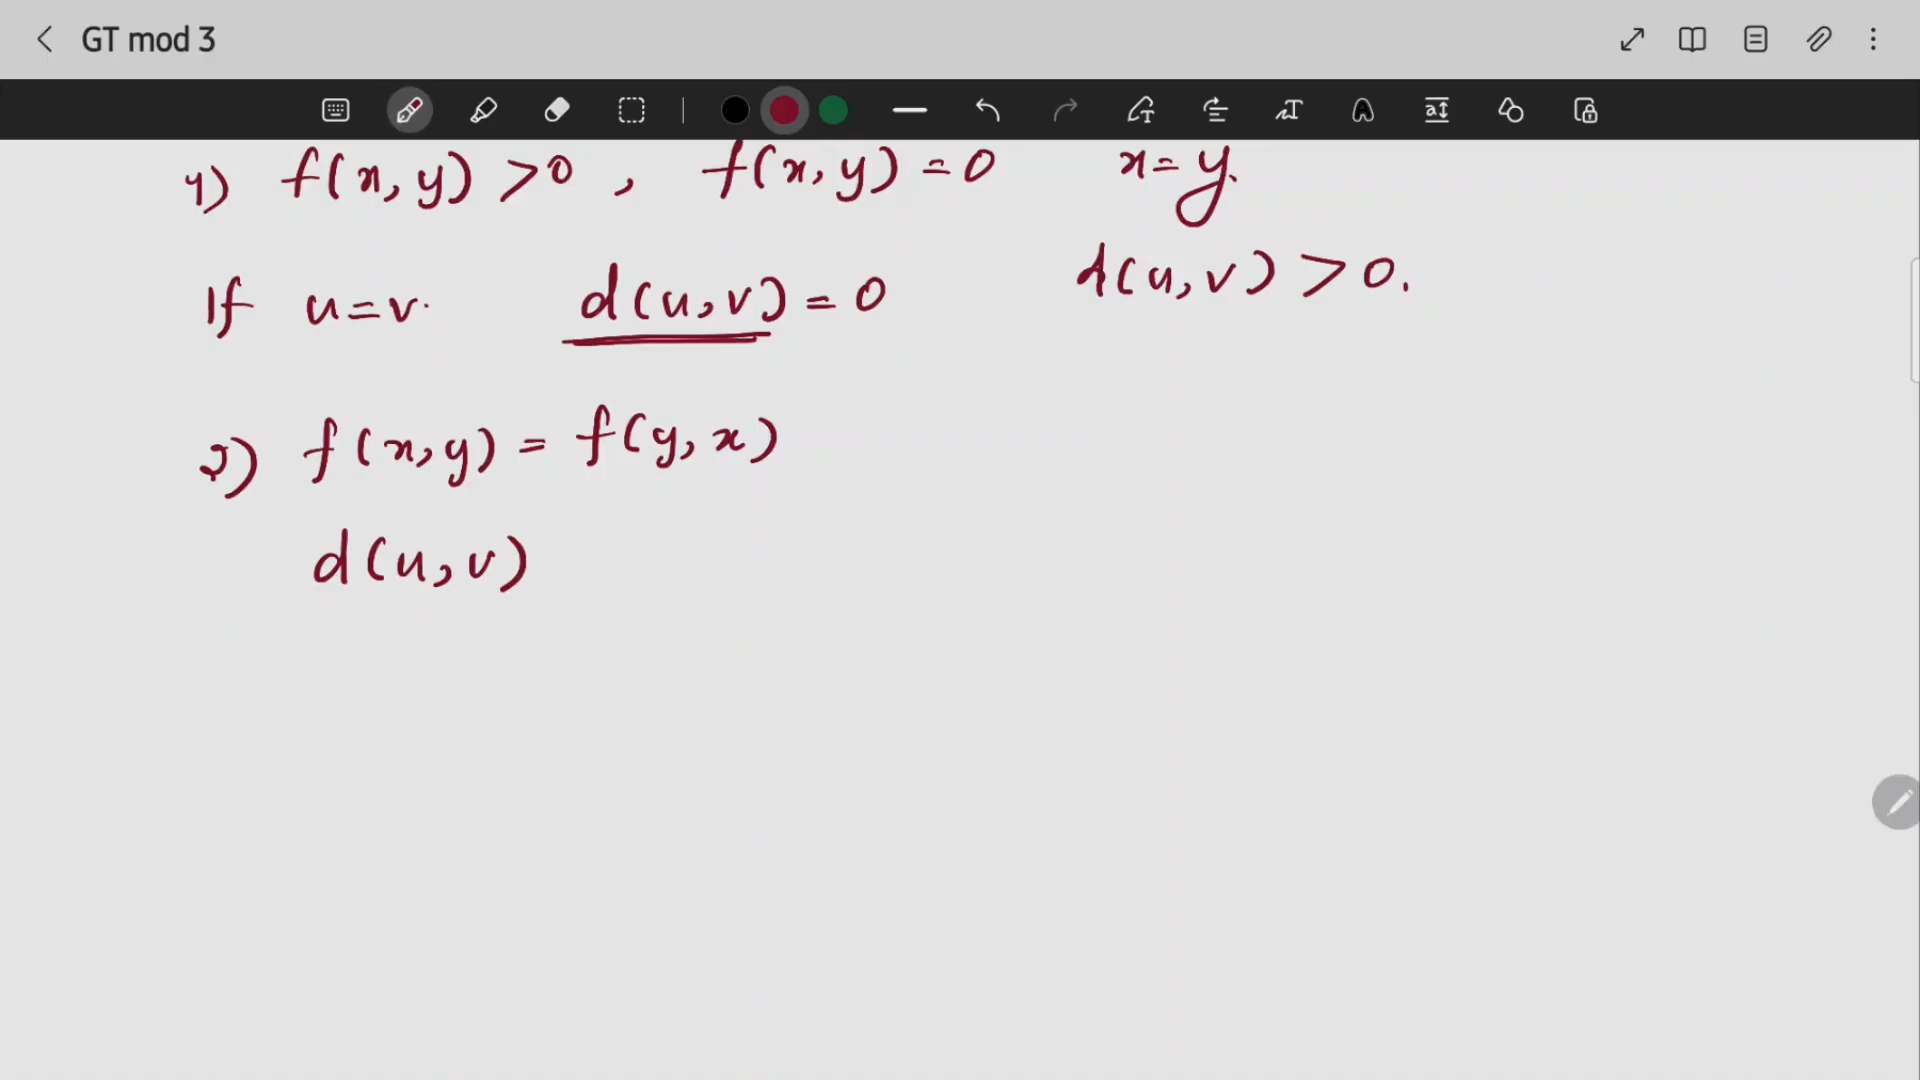 GT mod 3
1) f(x, y) >0 , f(x, y) = 0 x = y.
If u = v. d(u, v) = 0 d(u, v) > 0.
2) f(x, y) = f(y, x)
d(u, v)